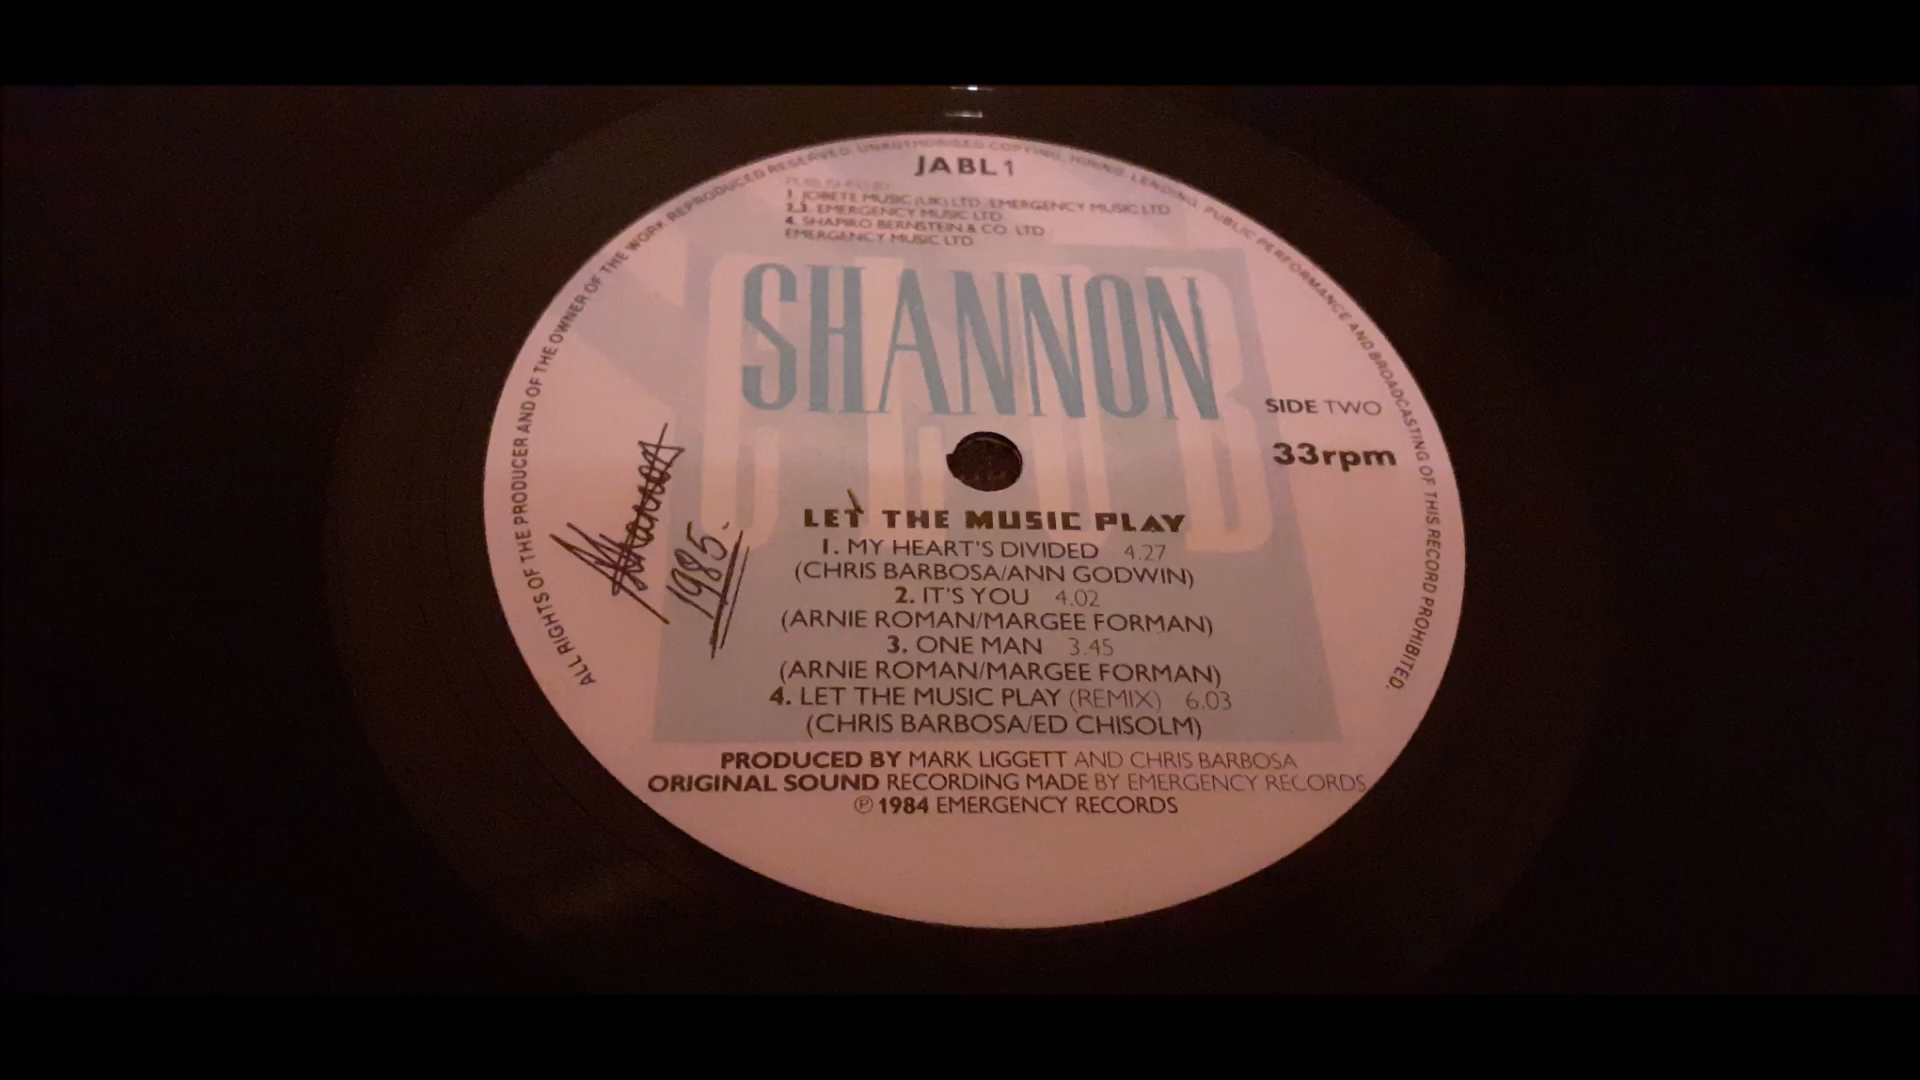 ALL RIGHTS OF THE PRODUCER AND OF THE OWNER OF THE WORK REPRODUCED RESERVED. UNAUTHORISED COPYING, HIRING, LENDING, PUBLIC PERFORMANCE AND BROADCASTING OF THIS RECORD PROHIBITED.
JABL 1
PUBLISHED BY
1. JOBETE MUSIC (UK) LTD. EMERGENCY MUSIC LTD
2.3. EMERGENCY MUSIC LTD
4. SHAPIRO BERNSTEIN & CO. LTD
EMERGENCY MUSIC LTD
SHANNON
CLUB
SIDE TWO
33rpm
Shannon
1985.
LET THE MUSIC PLAY
1. MY HEART'S DIVIDED 4.27
(CHRIS BARBOSA/ANN GODWIN)
2. IT'S YOU 4.02
(ARNIE ROMAN/MARGEE FORMAN)
3. ONE MAN 3.45
(ARNIE ROMAN/MARGEE FORMAN)
4. LET THE MUSIC PLAY (REMIX) 6.03
(CHRIS BARBOSA/ED CHISOLM)
PRODUCED BY MARK LIGGETT AND CHRIS BARBOSA
ORIGINAL SOUND RECORDING MADE BY EMERGENCY RECORDS
℗ 1984 EMERGENCY RECORDS